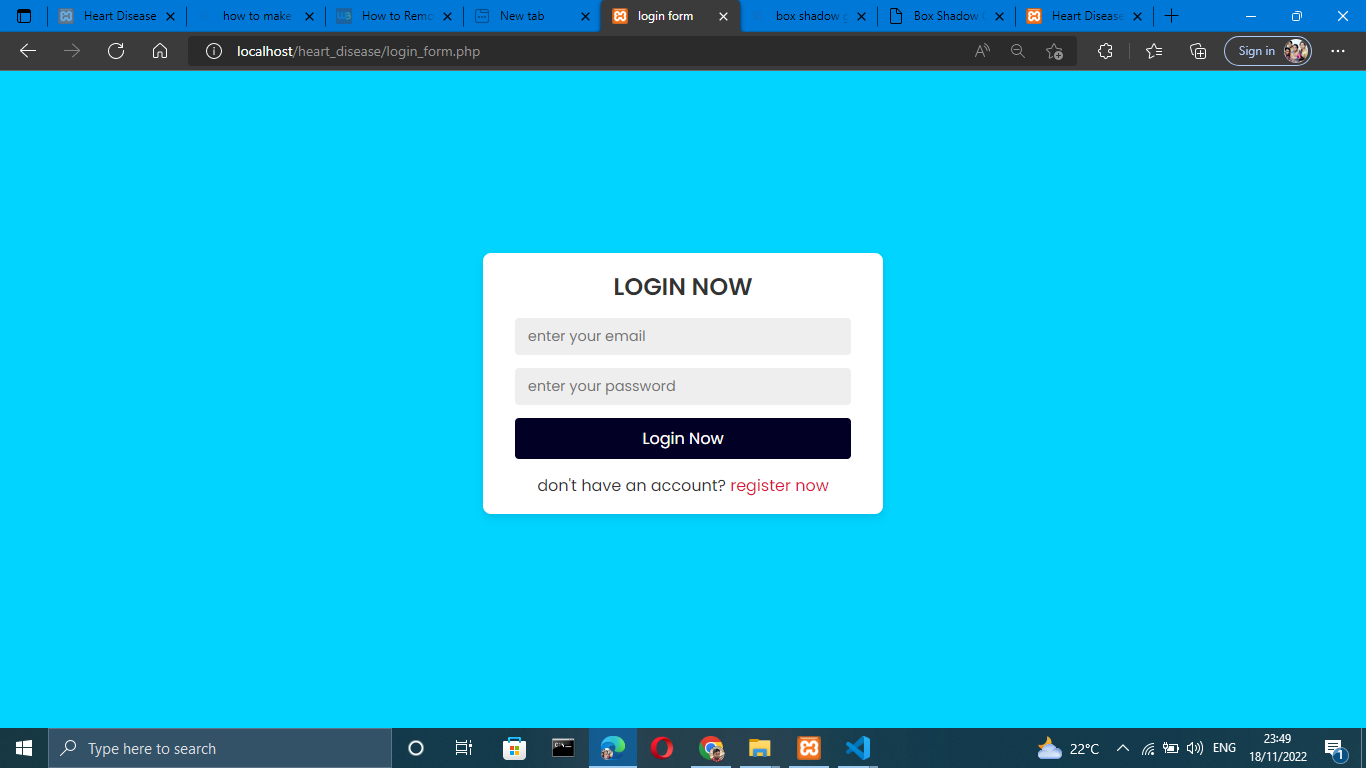 Heart Disease
how to make
How to Remo
New tab
login form
box shadow g
Box Shadow
Heart Disease
localhost/heart_disease/login_form.php
Sign in
LOGIN NOW
enter your email
enter your password
Login Now
don't have an account? register now
Type here to search
22°C
ENG
23:49
18/11/2022
1